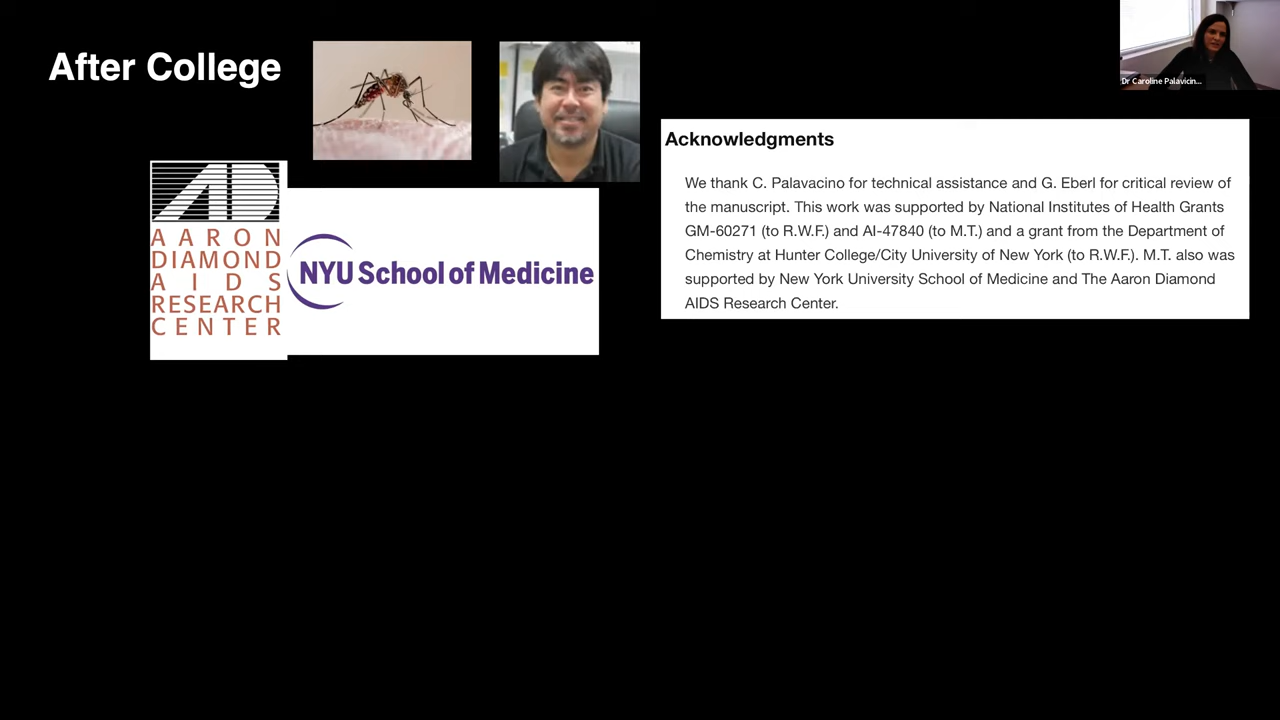 After College
Dr Caroline Palavicin...
Acknowledgments
We thank C. Palavacino for technical assistance and G. Eberl for critical review of
the manuscript. This work was supported by National Institutes of Health Grants
GM-60271 (to R.W.F.) and AI-47840 (to M.T.) and a grant from the Department of
Chemistry at Hunter College/City University of New York (to R.W.F.). M.T. also was
supported by New York University School of Medicine and The Aaron Diamond
AIDS Research Center.
AD
AARON
DIAMOND
AIDS
RESEARCH
CENTER
NYU School of Medicine